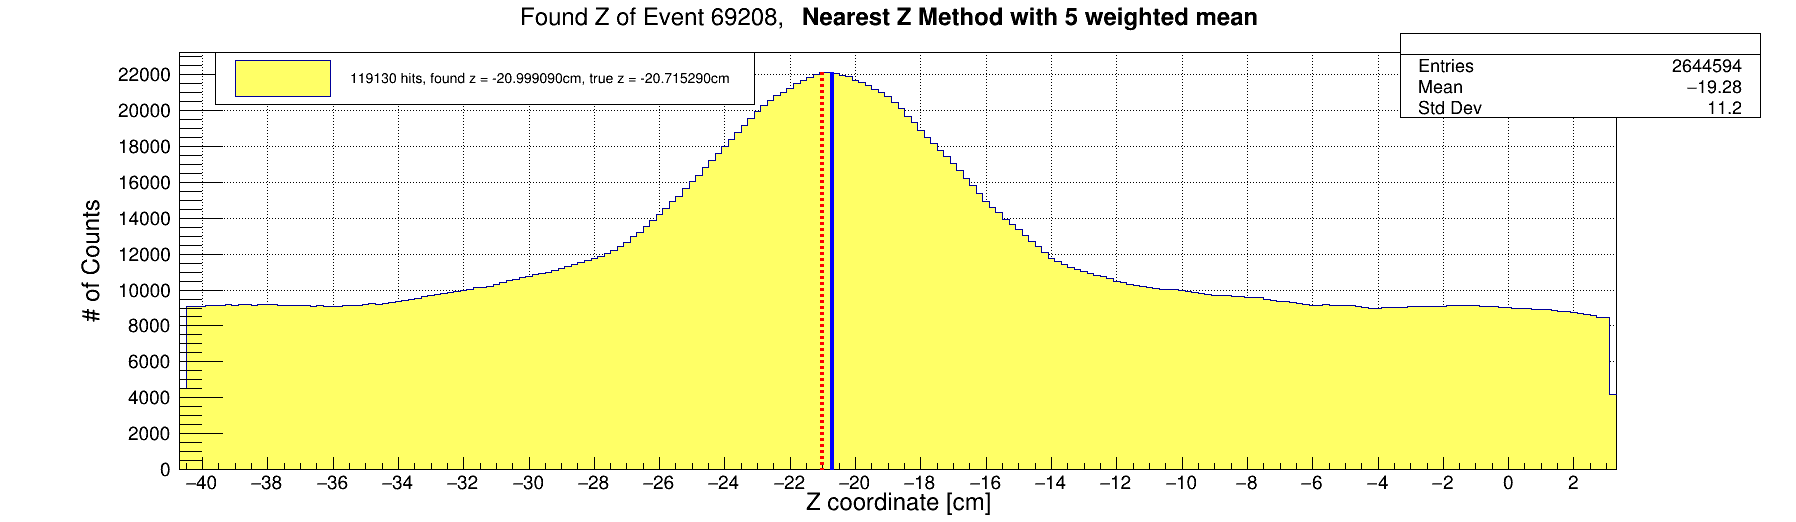 Found Z of Event 69208, Nearest Z Method with 5 weighted mean
119130 hits, found z = -20.999090cm, true z = -20.715290cm
Entries 2644594
Mean −19.28
Std Dev 11.2
# of Counts
22000
20000
18000
16000
14000
12000
10000
8000
6000
4000
2000
0
−40 −38 −36 −34 −32 −30 −28 −26 −24 −22 −20 −18 −16 −14 −12 −10 −8 −6 −4 −2 0 2
Z coordinate [cm]